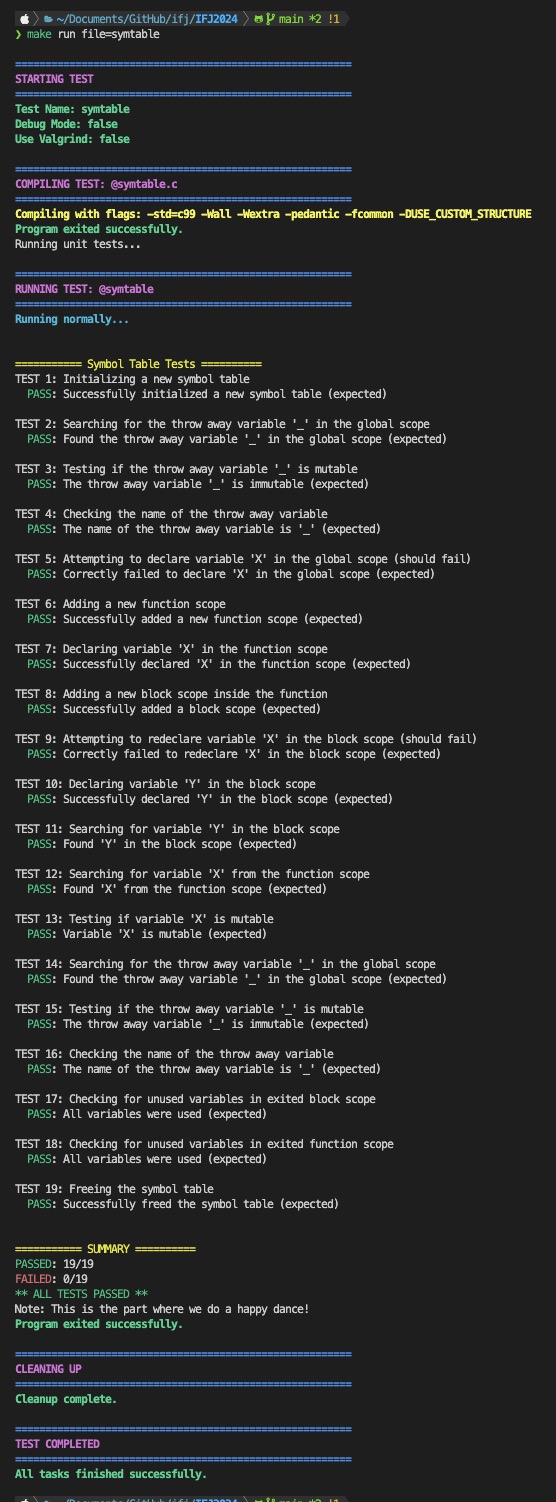 ~/Documents/GitHub/ifj/IFJ2024 main *2 !1
❯ make run file=symtable
========================================================
STARTING TEST
========================================================
Test Name: symtable
Debug Mode: false
Use Valgrind: false
========================================================
COMPILING TEST: @symtable.c
========================================================
Compiling with flags: -std=c99 -Wall -Wextra -pedantic -fcommon -DUSE_CUSTOM_STRUCTURE
Program exited successfully.
Running unit tests...
========================================================
RUNNING TEST: @symtable
========================================================
Running normally...
=========== Symbol Table Tests ==========
TEST 1: Initializing a new symbol table
PASS: Successfully initialized a new symbol table (expected)
TEST 2: Searching for the throw away variable '_' in the global scope
PASS: Found the throw away variable '_' in the global scope (expected)
TEST 3: Testing if the throw away variable '_' is mutable
PASS: The throw away variable '_' is immutable (expected)
TEST 4: Checking the name of the throw away variable
PASS: The name of the throw away variable is '_' (expected)
TEST 5: Attempting to declare variable 'X' in the global scope (should fail)
PASS: Correctly failed to declare 'X' in the global scope (expected)
TEST 6: Adding a new function scope
PASS: Successfully added a new function scope (expected)
TEST 7: Declaring variable 'X' in the function scope
PASS: Successfully declared 'X' in the function scope (expected)
TEST 8: Adding a new block scope inside the function
PASS: Successfully added a block scope (expected)
TEST 9: Attempting to redeclare variable 'X' in the block scope (should fail)
PASS: Correctly failed to redeclare 'X' in the block scope (expected)
TEST 10: Declaring variable 'Y' in the block scope
PASS: Successfully declared 'Y' in the block scope (expected)
TEST 11: Searching for variable 'Y' in the block scope
PASS: Found 'Y' in the block scope (expected)
TEST 12: Searching for variable 'X' from the function scope
PASS: Found 'X' from the function scope (expected)
TEST 13: Testing if variable 'X' is mutable
PASS: Variable 'X' is mutable (expected)
TEST 14: Searching for the throw away variable '_' in the global scope
PASS: Found the throw away variable '_' in the global scope (expected)
TEST 15: Testing if the throw away variable '_' is mutable
PASS: The throw away variable '_' is immutable (expected)
TEST 16: Checking the name of the throw away variable
PASS: The name of the throw away variable is '_' (expected)
TEST 17: Checking for unused variables in exited block scope
PASS: All variables were used (expected)
TEST 18: Checking for unused variables in exited function scope
PASS: All variables were used (expected)
TEST 19: Freeing the symbol table
PASS: Successfully freed the symbol table (expected)
=========== SUMMARY ==========
PASSED: 19/19
FAILED: 0/19
** ALL TESTS PASSED **
Note: This is the part where we do a happy dance!
Program exited successfully.
========================================================
CLEANING UP
========================================================
Cleanup complete.
========================================================
TEST COMPLETED
========================================================
All tasks finished successfully.
~/Documents/GitHub/ifj/IFJ2024 main *2 !1